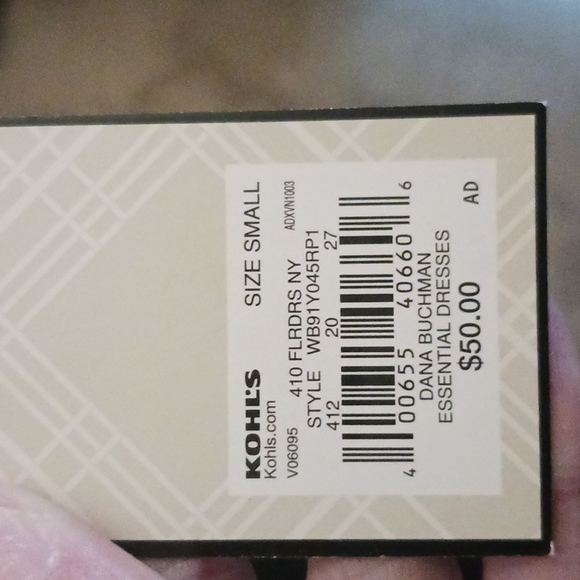 KOHL'S SIZE SMALL
Kohls.com
V06095 410 FLRDRS NY ADXVN1003
STYLE WB91Y045RP1
412 20 27
4 00655 40660 6
DANA BUCHMAN
ESSENTIAL DRESSES
$50.00 AD